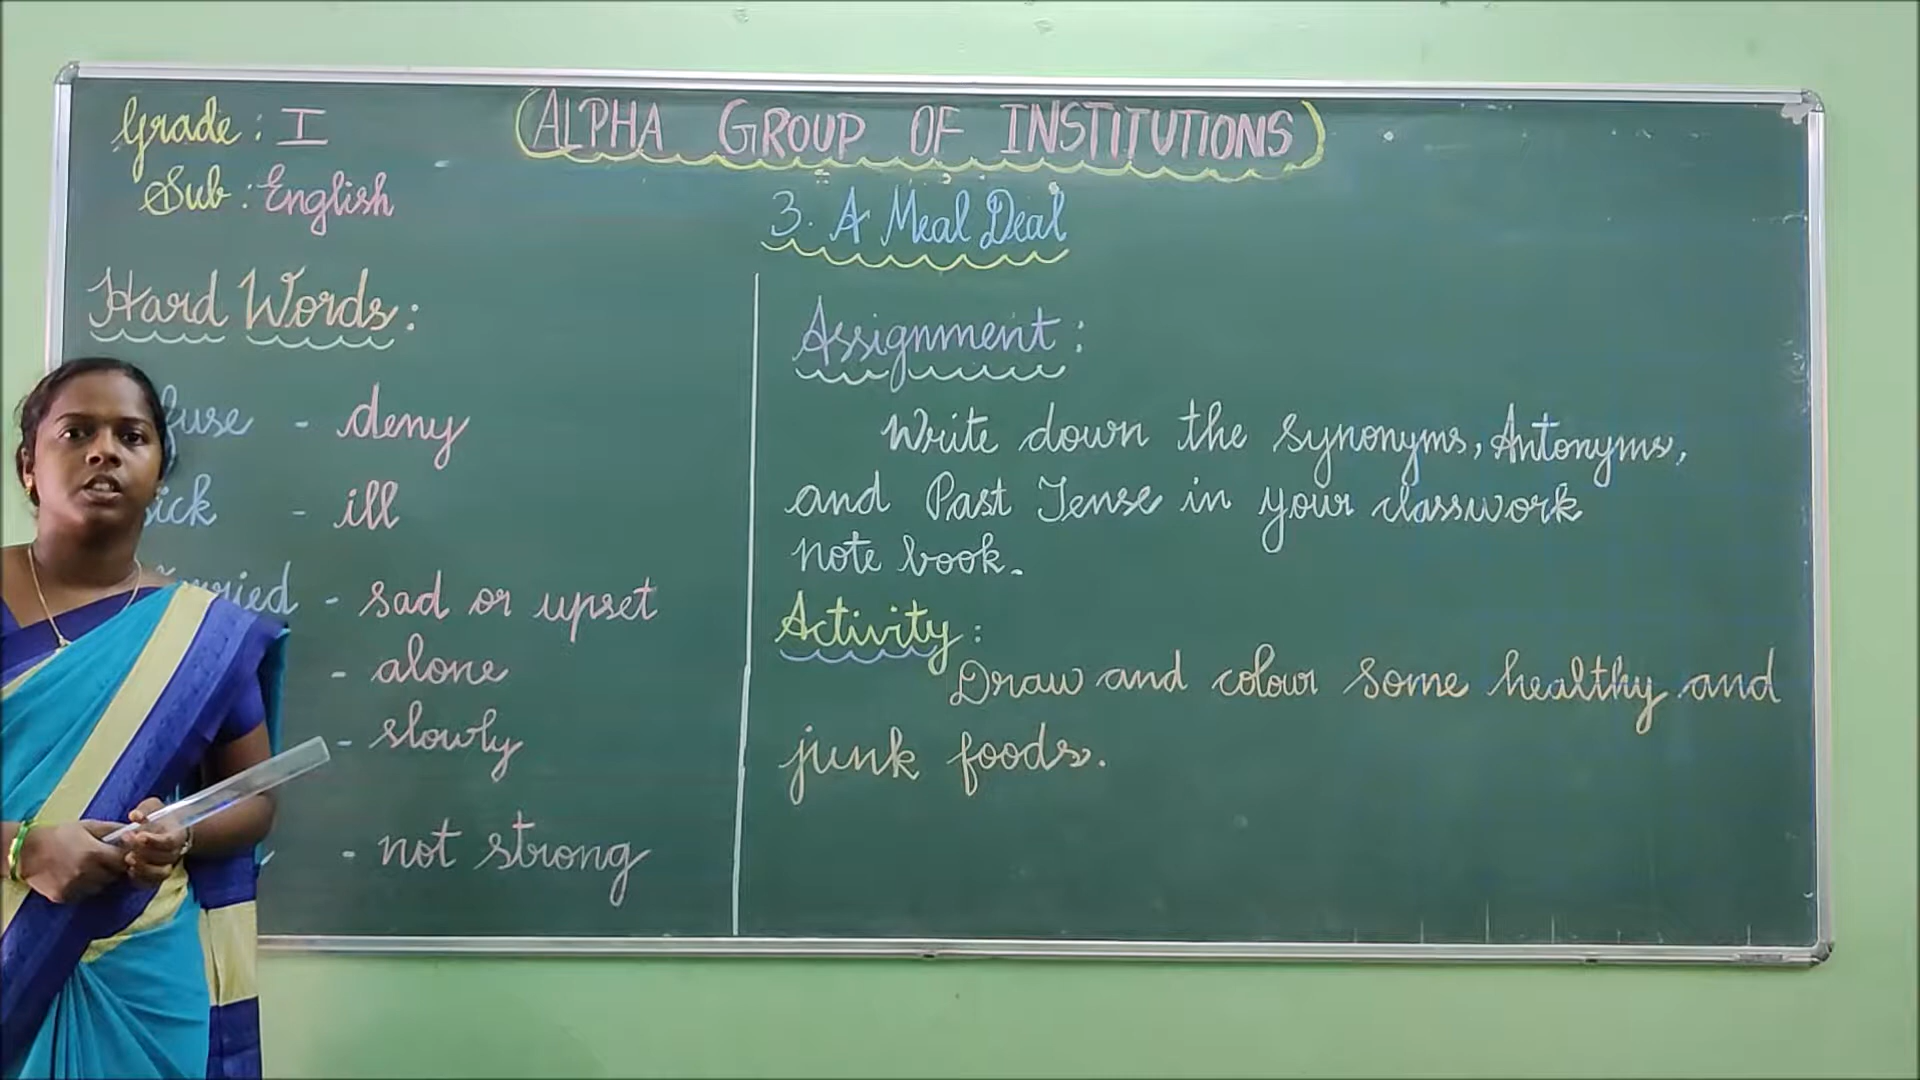 Grade : I
Sub : English
ALPHA GROUP OF INSTITUTIONS
3. A Meal Deal
Hard Words :
fuse - deny
ick - ill
ried - sad or upset
- alone
- slowly
- not strong
Assignment :
Write down the synonyms, Antonyms,
and Past Tense in your classwork
note book.
Activity :
Draw and colour some healthy and
junk foods.